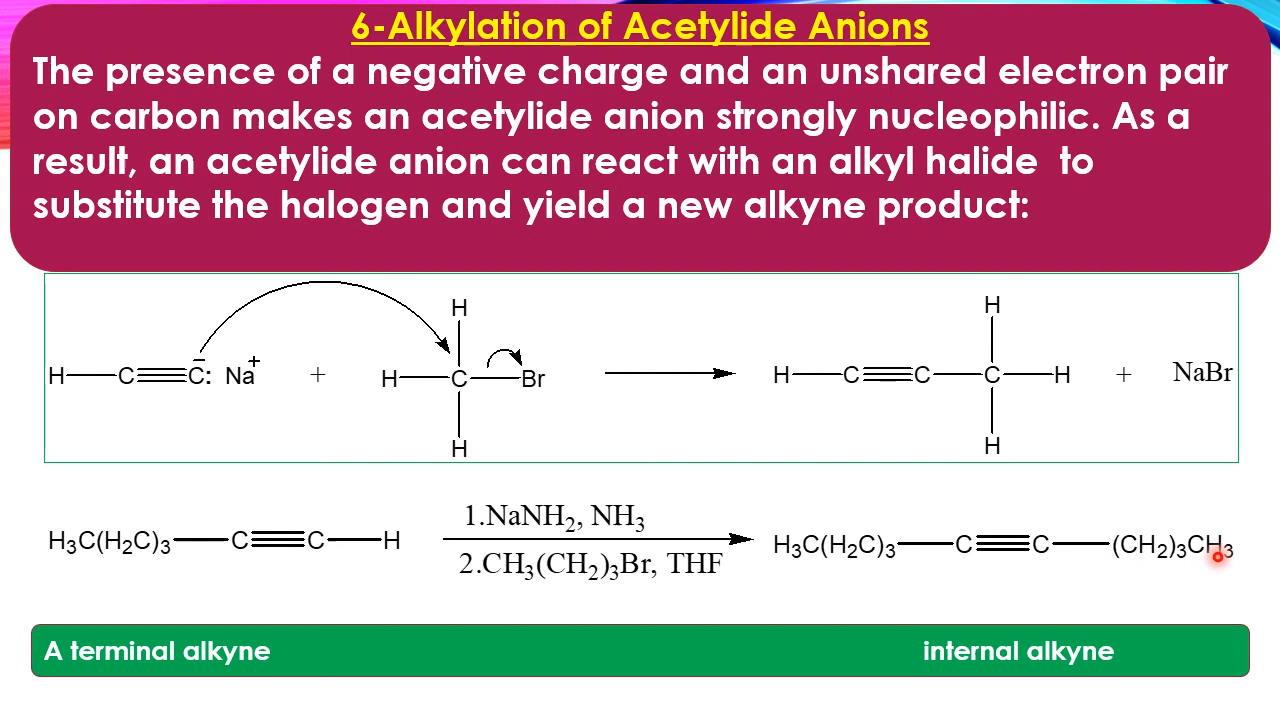 6-Alkylation of Acetylide Anions
The presence of a negative charge and an unshared electron pair
on carbon makes an acetylide anion strongly nucleophilic. As a
result, an acetylide anion can react with an alkyl halide to
substitute the halogen and yield a new alkyne product:
H H
H—C≡C:⁻ Na⁺ + H—C—Br → H—C≡C—C—H + NaBr
H H
1.NaNH₂, NH₃
H₃C(H₂C)₃—C≡C—H → H₃C(H₂C)₃—C≡C—(CH₂)₃CH₃
2.CH₃(CH₂)₃Br, THF
A terminal alkyne internal alkyne